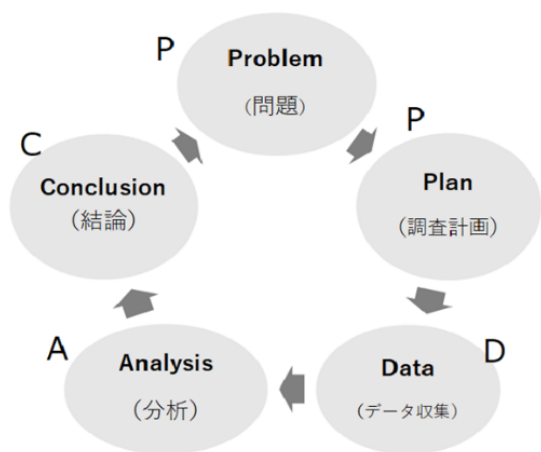 P
Problem
(問題)
P
Plan
(調査計画)
D
Data
(データ収集)
A
Analysis
(分析)
C
Conclusion
(結論)